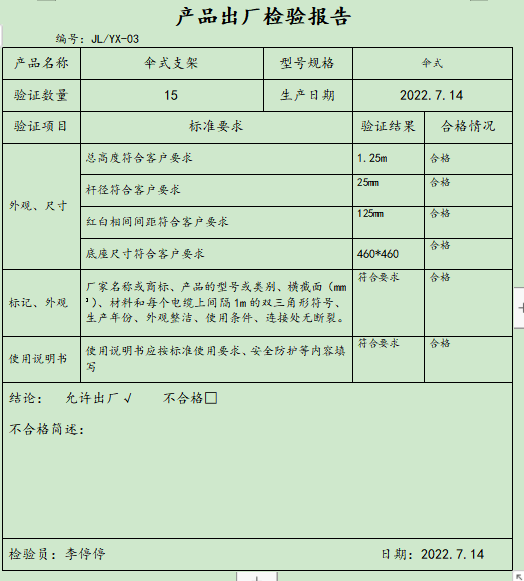 产品出厂检验报告
编号: JL/YX-03
产品名称 伞式支架 型号规格 伞式
验证数量 15 生产日期 2022.7.14
验证项目 标准要求 验证结果 合格情况
外观、尺寸
总高度符合客户要求 1.25m 合格
杆径符合客户要求 25mm 合格
红白相间间距符合客户要求 125mm 合格
底座尺寸符合客户要求 460*460 合格
标记、外观
厂家名称或商标、产品的型号或类别、横截面(mm
²)、材料和每个电缆上间隔1m的双三角形符号、
生产年份、外观整洁、使用条件、连接处无断裂。
符合要求 合格
使用说明书
使用说明书应按标准使用要求、安全防护等内容填
写
符合要求 合格
结论: 允许出厂√ 不合格□
不合格简述:
检验员: 李停停 日期: 2022.7.14